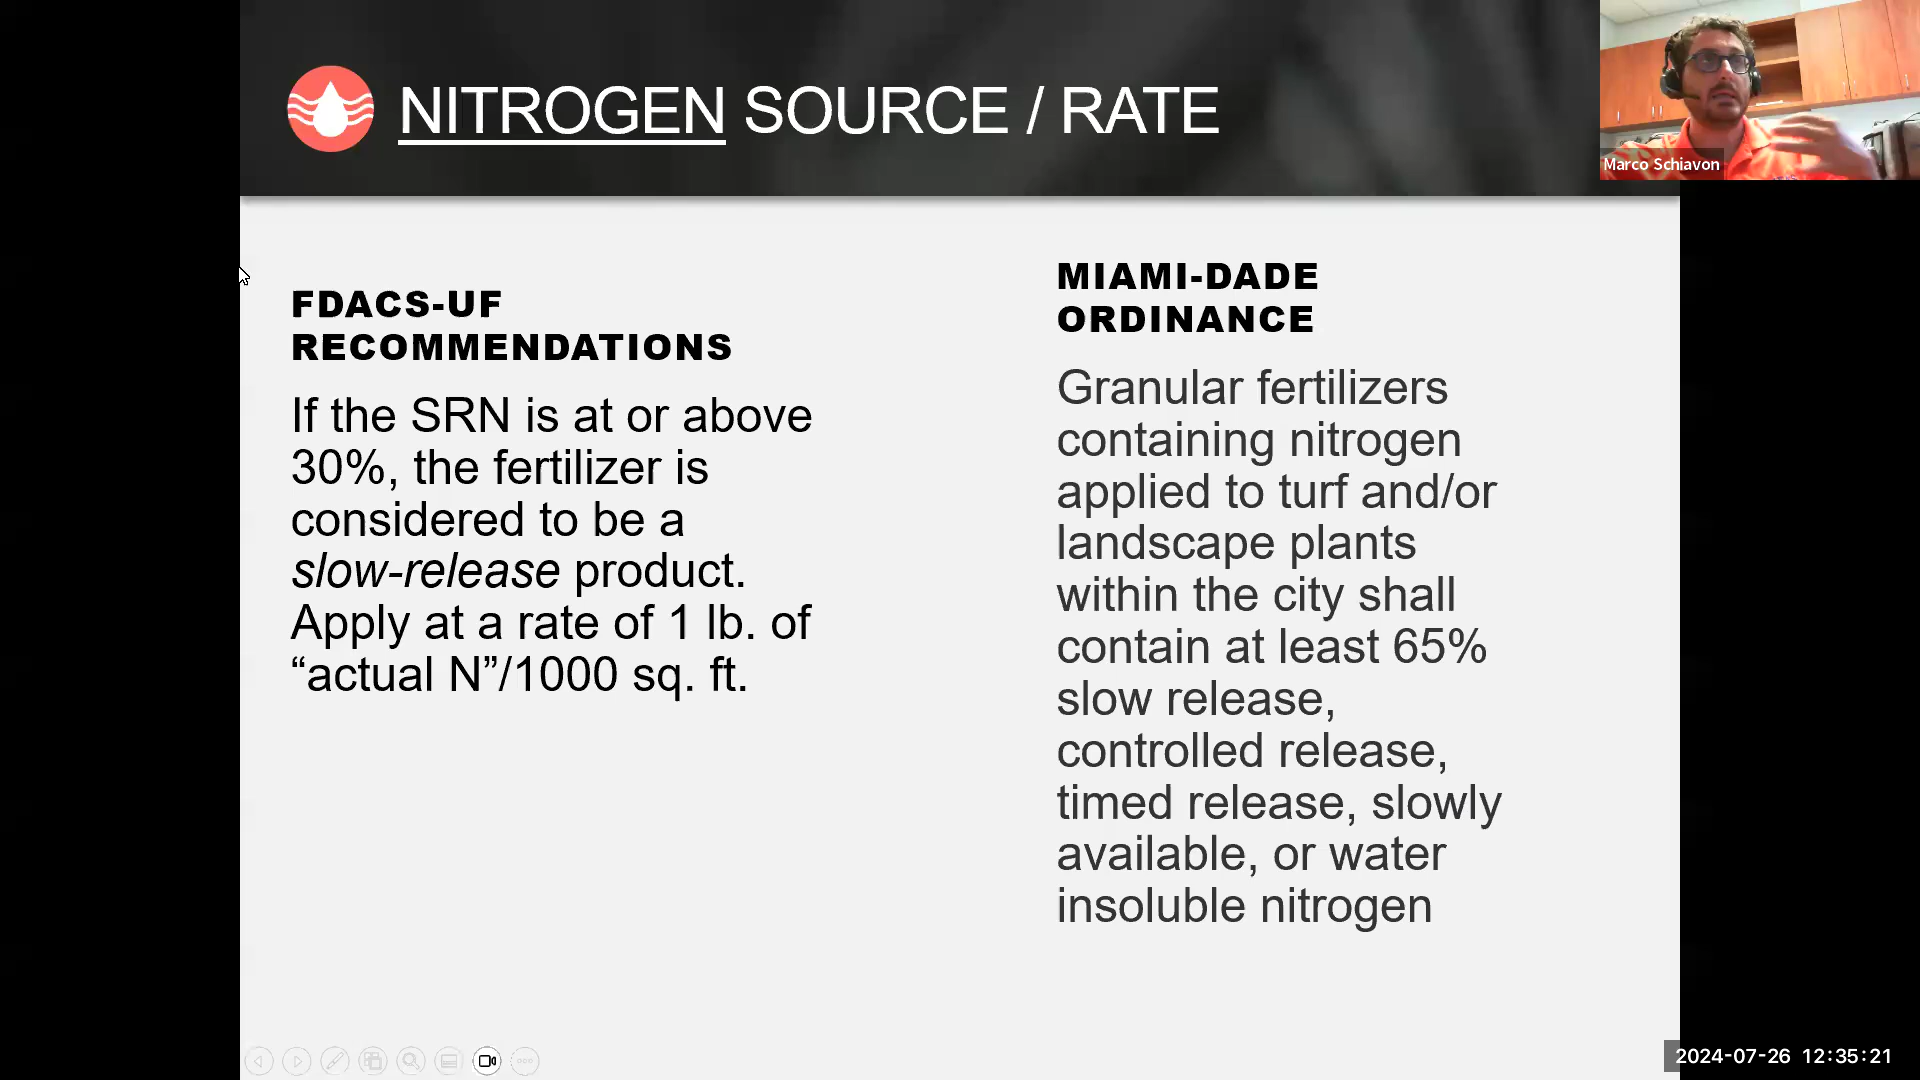 NITROGEN SOURCE / RATE
Marco Schiavon
FDACS-UF
RECOMMENDATIONS
If the SRN is at or above
30%, the fertilizer is
considered to be a
slow-release product.
Apply at a rate of 1 lb. of
“actual N”/1000 sq. ft.
MIAMI-DADE
ORDINANCE
Granular fertilizers
containing nitrogen
applied to turf and/or
landscape plants
within the city shall
contain at least 65%
slow release,
controlled release,
timed release, slowly
available, or water
insoluble nitrogen
2024-07-26 12:35:21